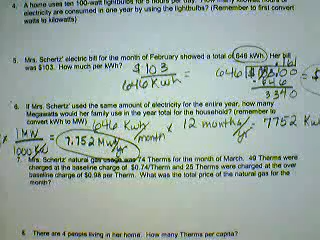 4. A home uses ten 100-watt lightbulbs for 5 hours per day. How
electricity are consumed in one year by using the lightbulbs? (Remember to first convert
watts to kilowatts)
5. Mrs. Schertz' electric bill for the month of February showed a total of 646 kWh. Her bill
was $103. How much per kWh?
$103
646 KWh
646
646
3340
6. If Mrs. Schertz' used the same amount of electricity for the entire year, how many
Megawatts would her family use in the year total for the household? (remember to
convert kWh to MW)
646 Kwh
month
× 12 months
yr
= 7752 Kw
× 1 MW
1000
= 7.752 Mw
yr
7. Mrs. Schertz' natural gas usage was 74 Therms for the month of March. 49 Therms were
charged at the baseline charge of $0.74/Therm and 25 Therms were charged at the over
baseline charge of $0.98 per Therm. What was the total price of the natural gas for the
month?
8. There are 4 people living in her home. How many Therms per capita?